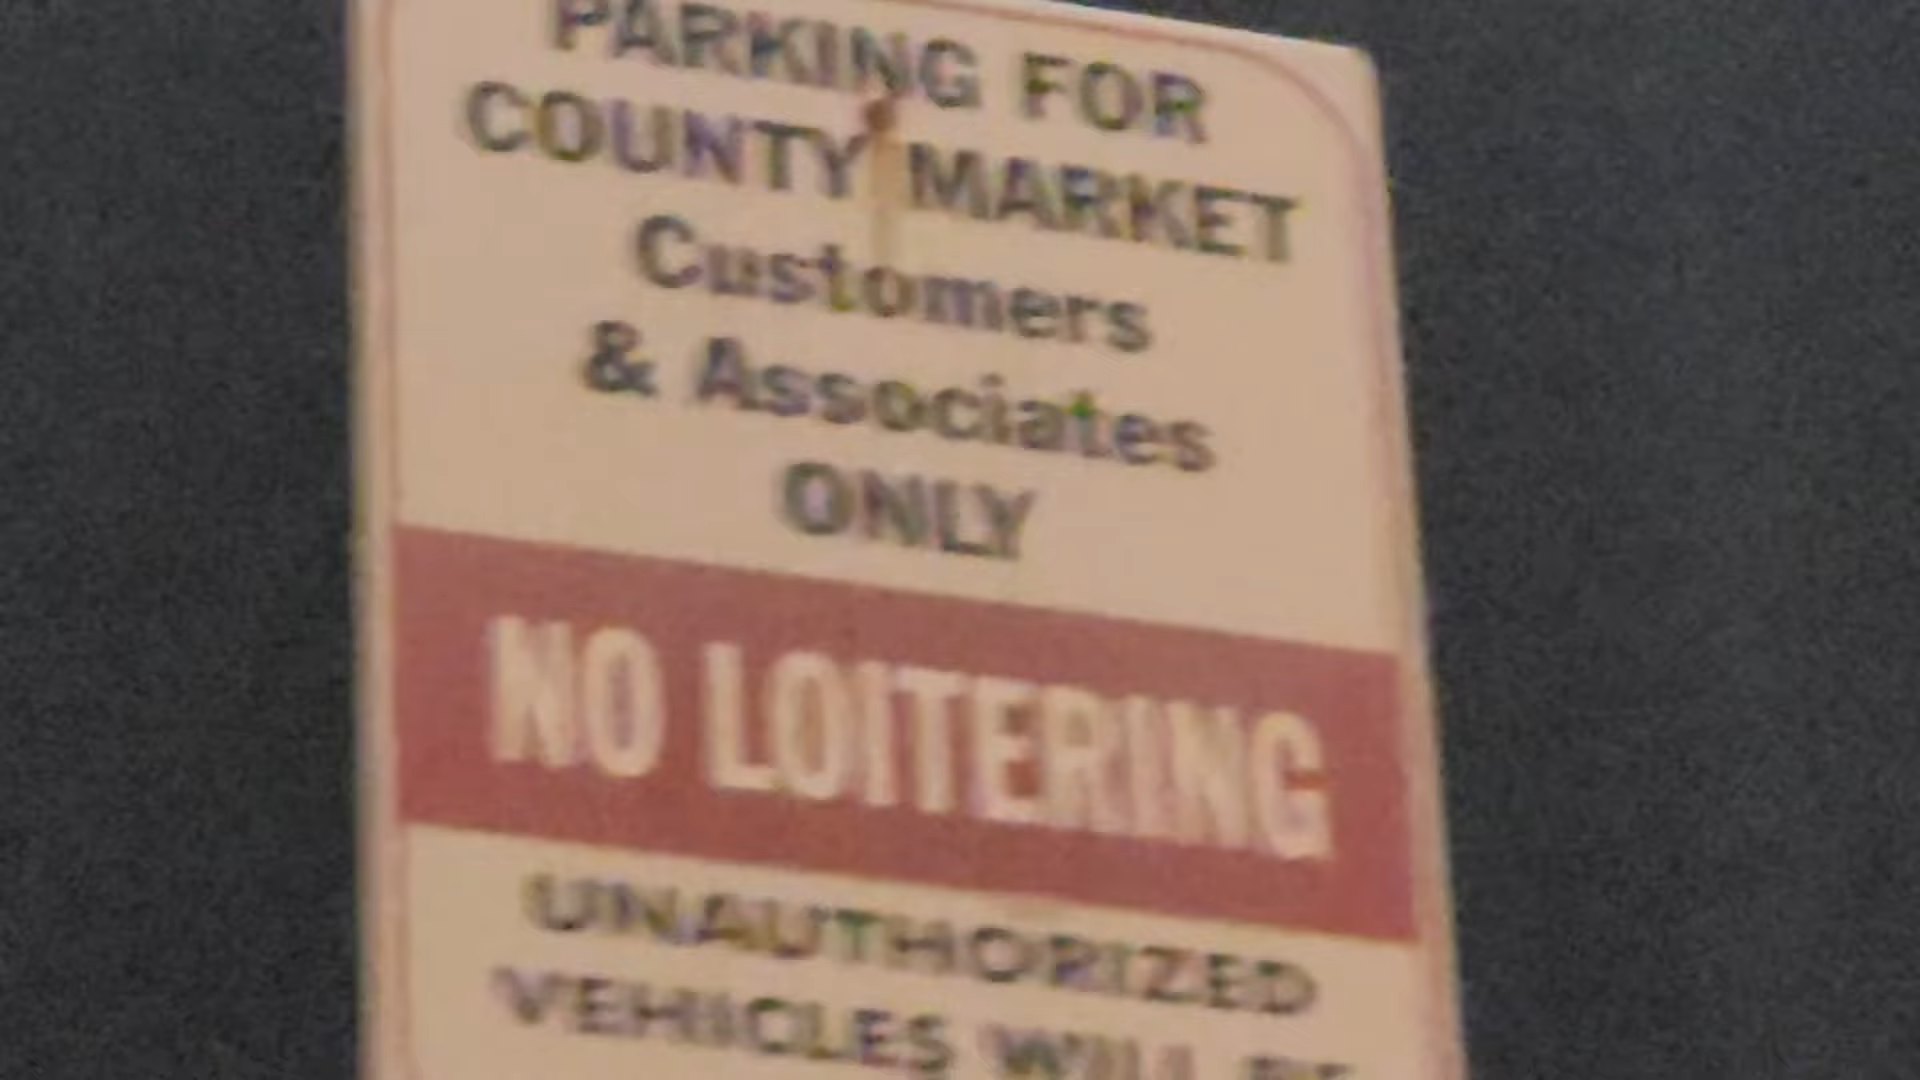 PARKING FOR
COUNTY MARKET
Customers
& Associates
ONLY
NO LOITERING
UNAUTHORIZED
VEHICLES WILL BE